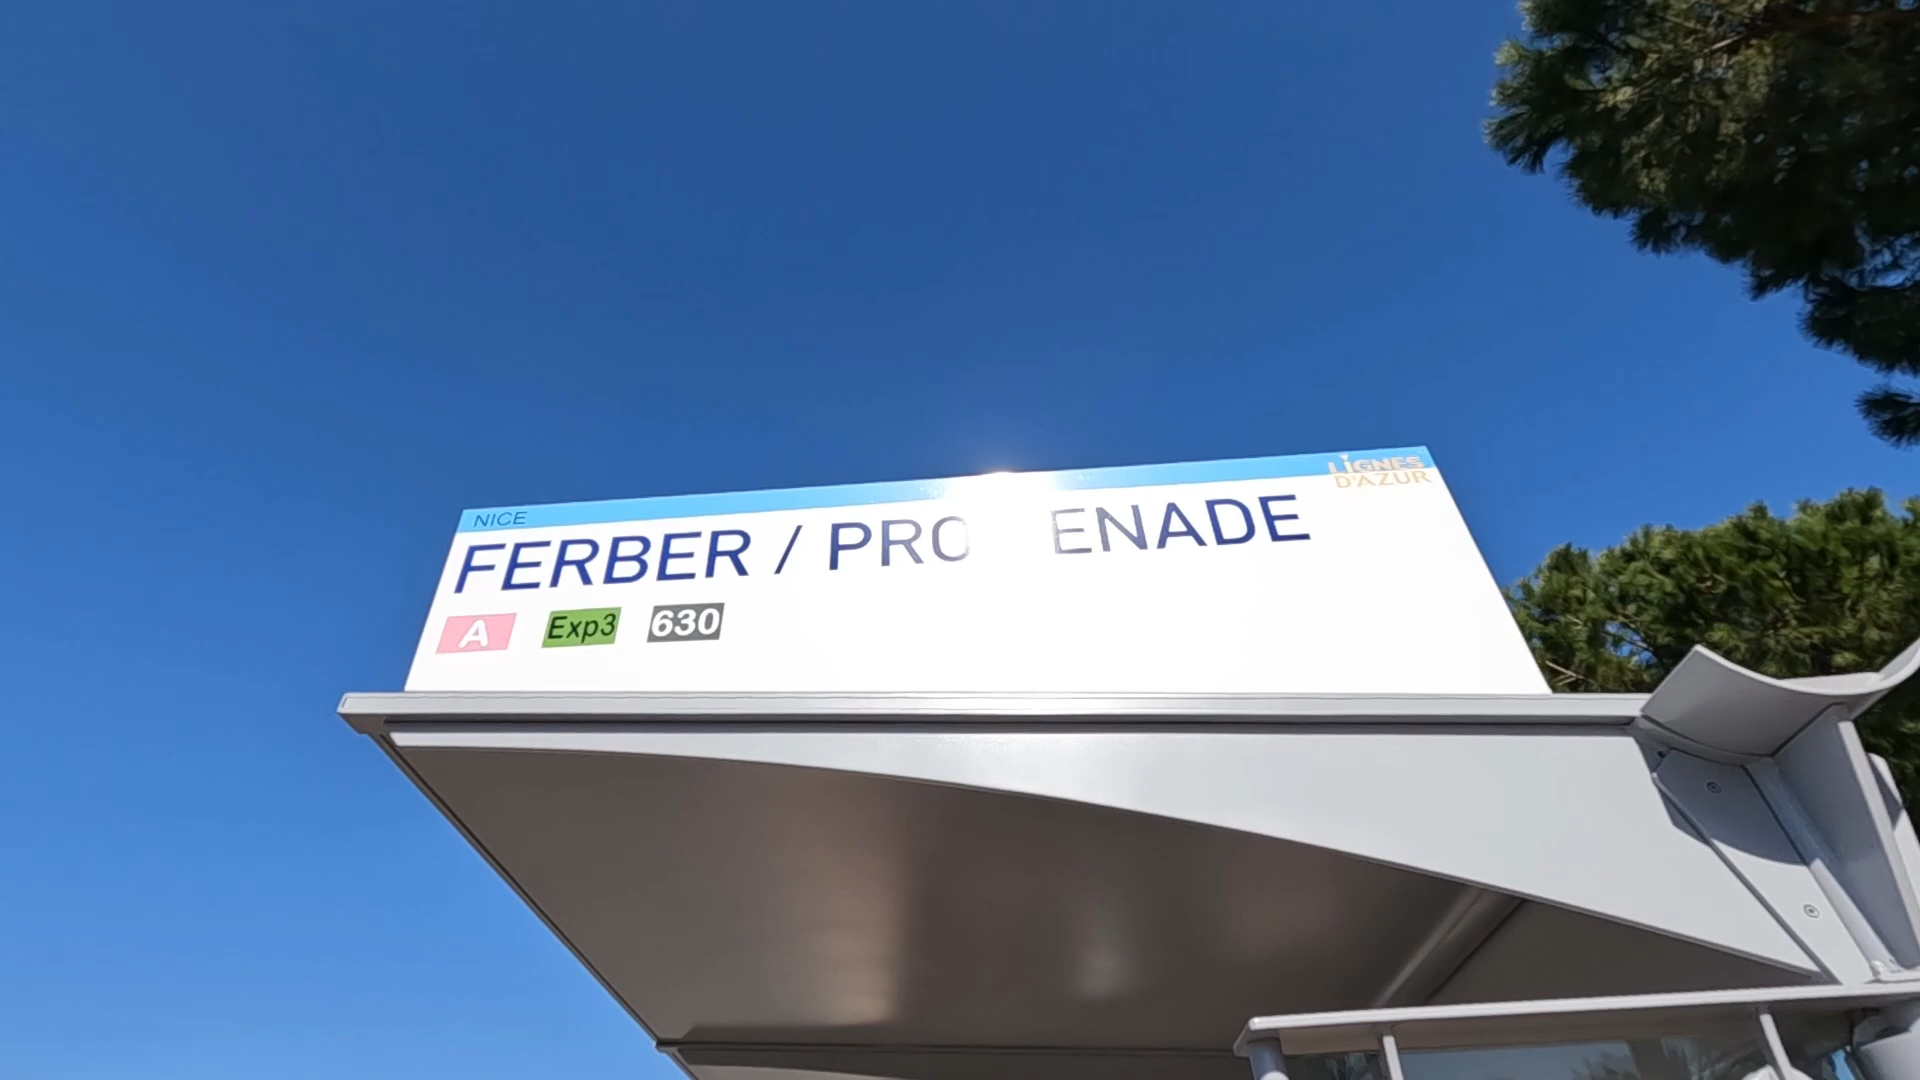 NICE
LIGNES
D'AZUR
FERBER / PRO ENADE
A Exp3 630